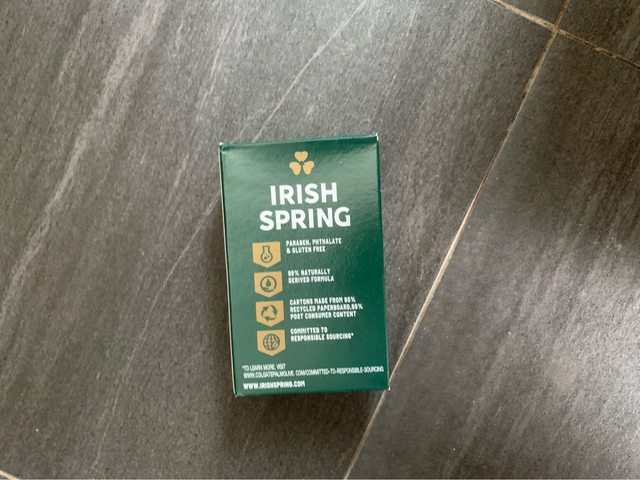 IRISH
SPRING
PARABEN, PHTHALATE
& GLUTEN FREE
98% NATURALLY
DERIVED FORMULA
CARTONS MADE FROM 90%
RECYCLED PAPERBOARD.80%
POST CONSUMER CONTENT
COMMITTED TO
RESPONSIBLE SOURCING*
*TO LEARN MORE, VISIT
WWW.COLGATEPALMOLIVE. COM/COMMITTED-TO-RESPONSIBLE-SOURCING
WWW.IRISHSPRING.COM